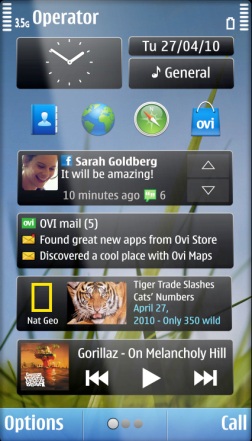 3.5G Operator
Tu 27/04/10
General
ovi
f Sarah Goldberg
It will be amazing!
10 minutes ago 6
ovi OVI mail (5)
Found great new apps from Ovi Store
Discovered a cool place with Ovi Maps
Nat Geo
Tiger Trade Slashes
Cats' Numbers
April 27,
2010 - Only 350 wild
Gorillaz - On Melancholy Hill
Options
Call